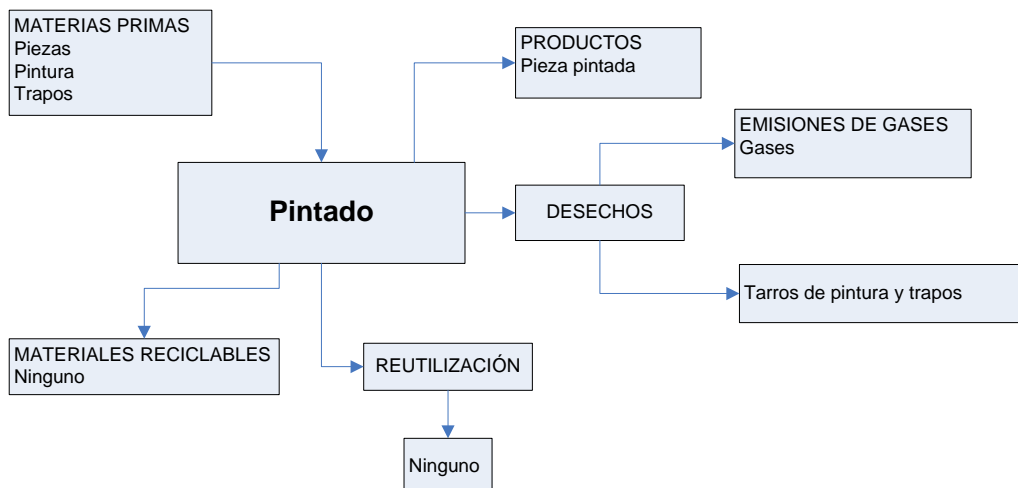 MATERIAS PRIMAS
Piezas
Pintura
Trapos
PRODUCTOS
Pieza pintada
EMISIONES DE GASES
Gases
Pintado
DESECHOS
Tarros de pintura y trapos
MATERIALES RECICLABLES
Ninguno
REUTILIZACIÓN
Ninguno